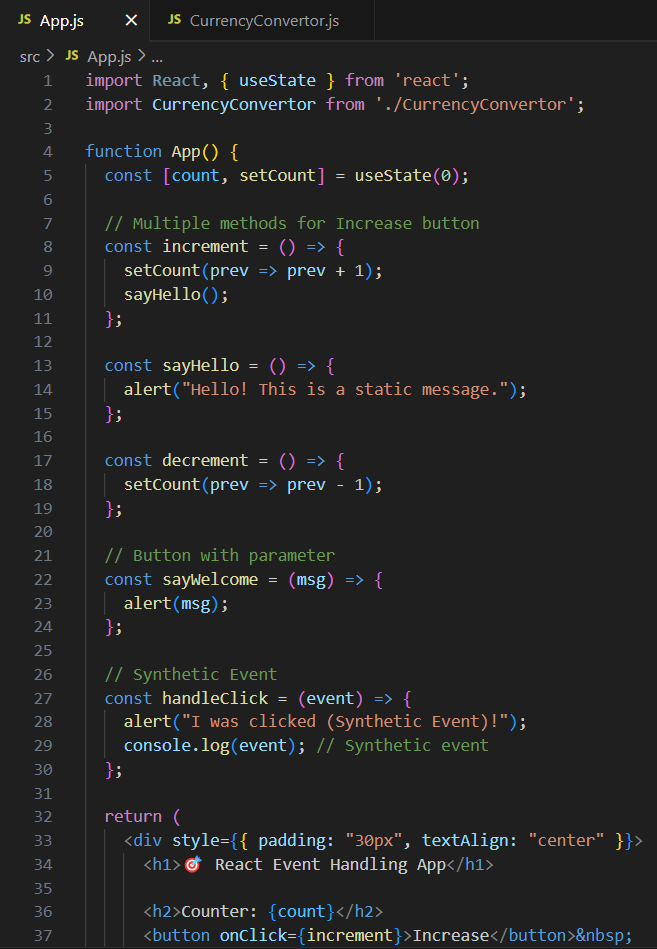 JS App.js ✕ JS CurrencyConvertor.js
src > JS App.js > ...
1 import React, { useState } from 'react';
2 import CurrencyConvertor from './CurrencyConvertor';
3
4 function App() {
5 const [count, setCount] = useState(0);
6
7 // Multiple methods for Increase button
8 const increment = () => {
9 setCount(prev => prev + 1);
10 sayHello();
11 };
12
13 const sayHello = () => {
14 alert("Hello! This is a static message.");
15 };
16
17 const decrement = () => {
18 setCount(prev => prev - 1);
19 };
20
21 // Button with parameter
22 const sayWelcome = (msg) => {
23 alert(msg);
24 };
25
26 // Synthetic Event
27 const handleClick = (event) => {
28 alert("I was clicked (Synthetic Event)!");
29 console.log(event); // Synthetic event
30 };
31
32 return (
33 <div style={{ padding: "30px", textAlign: "center" }}>
34 <h1>🎯 React Event Handling App</h1>
35
36 <h2>Counter: {count}</h2>
37 <button onClick={increment}>Increase</button>&nbsp;